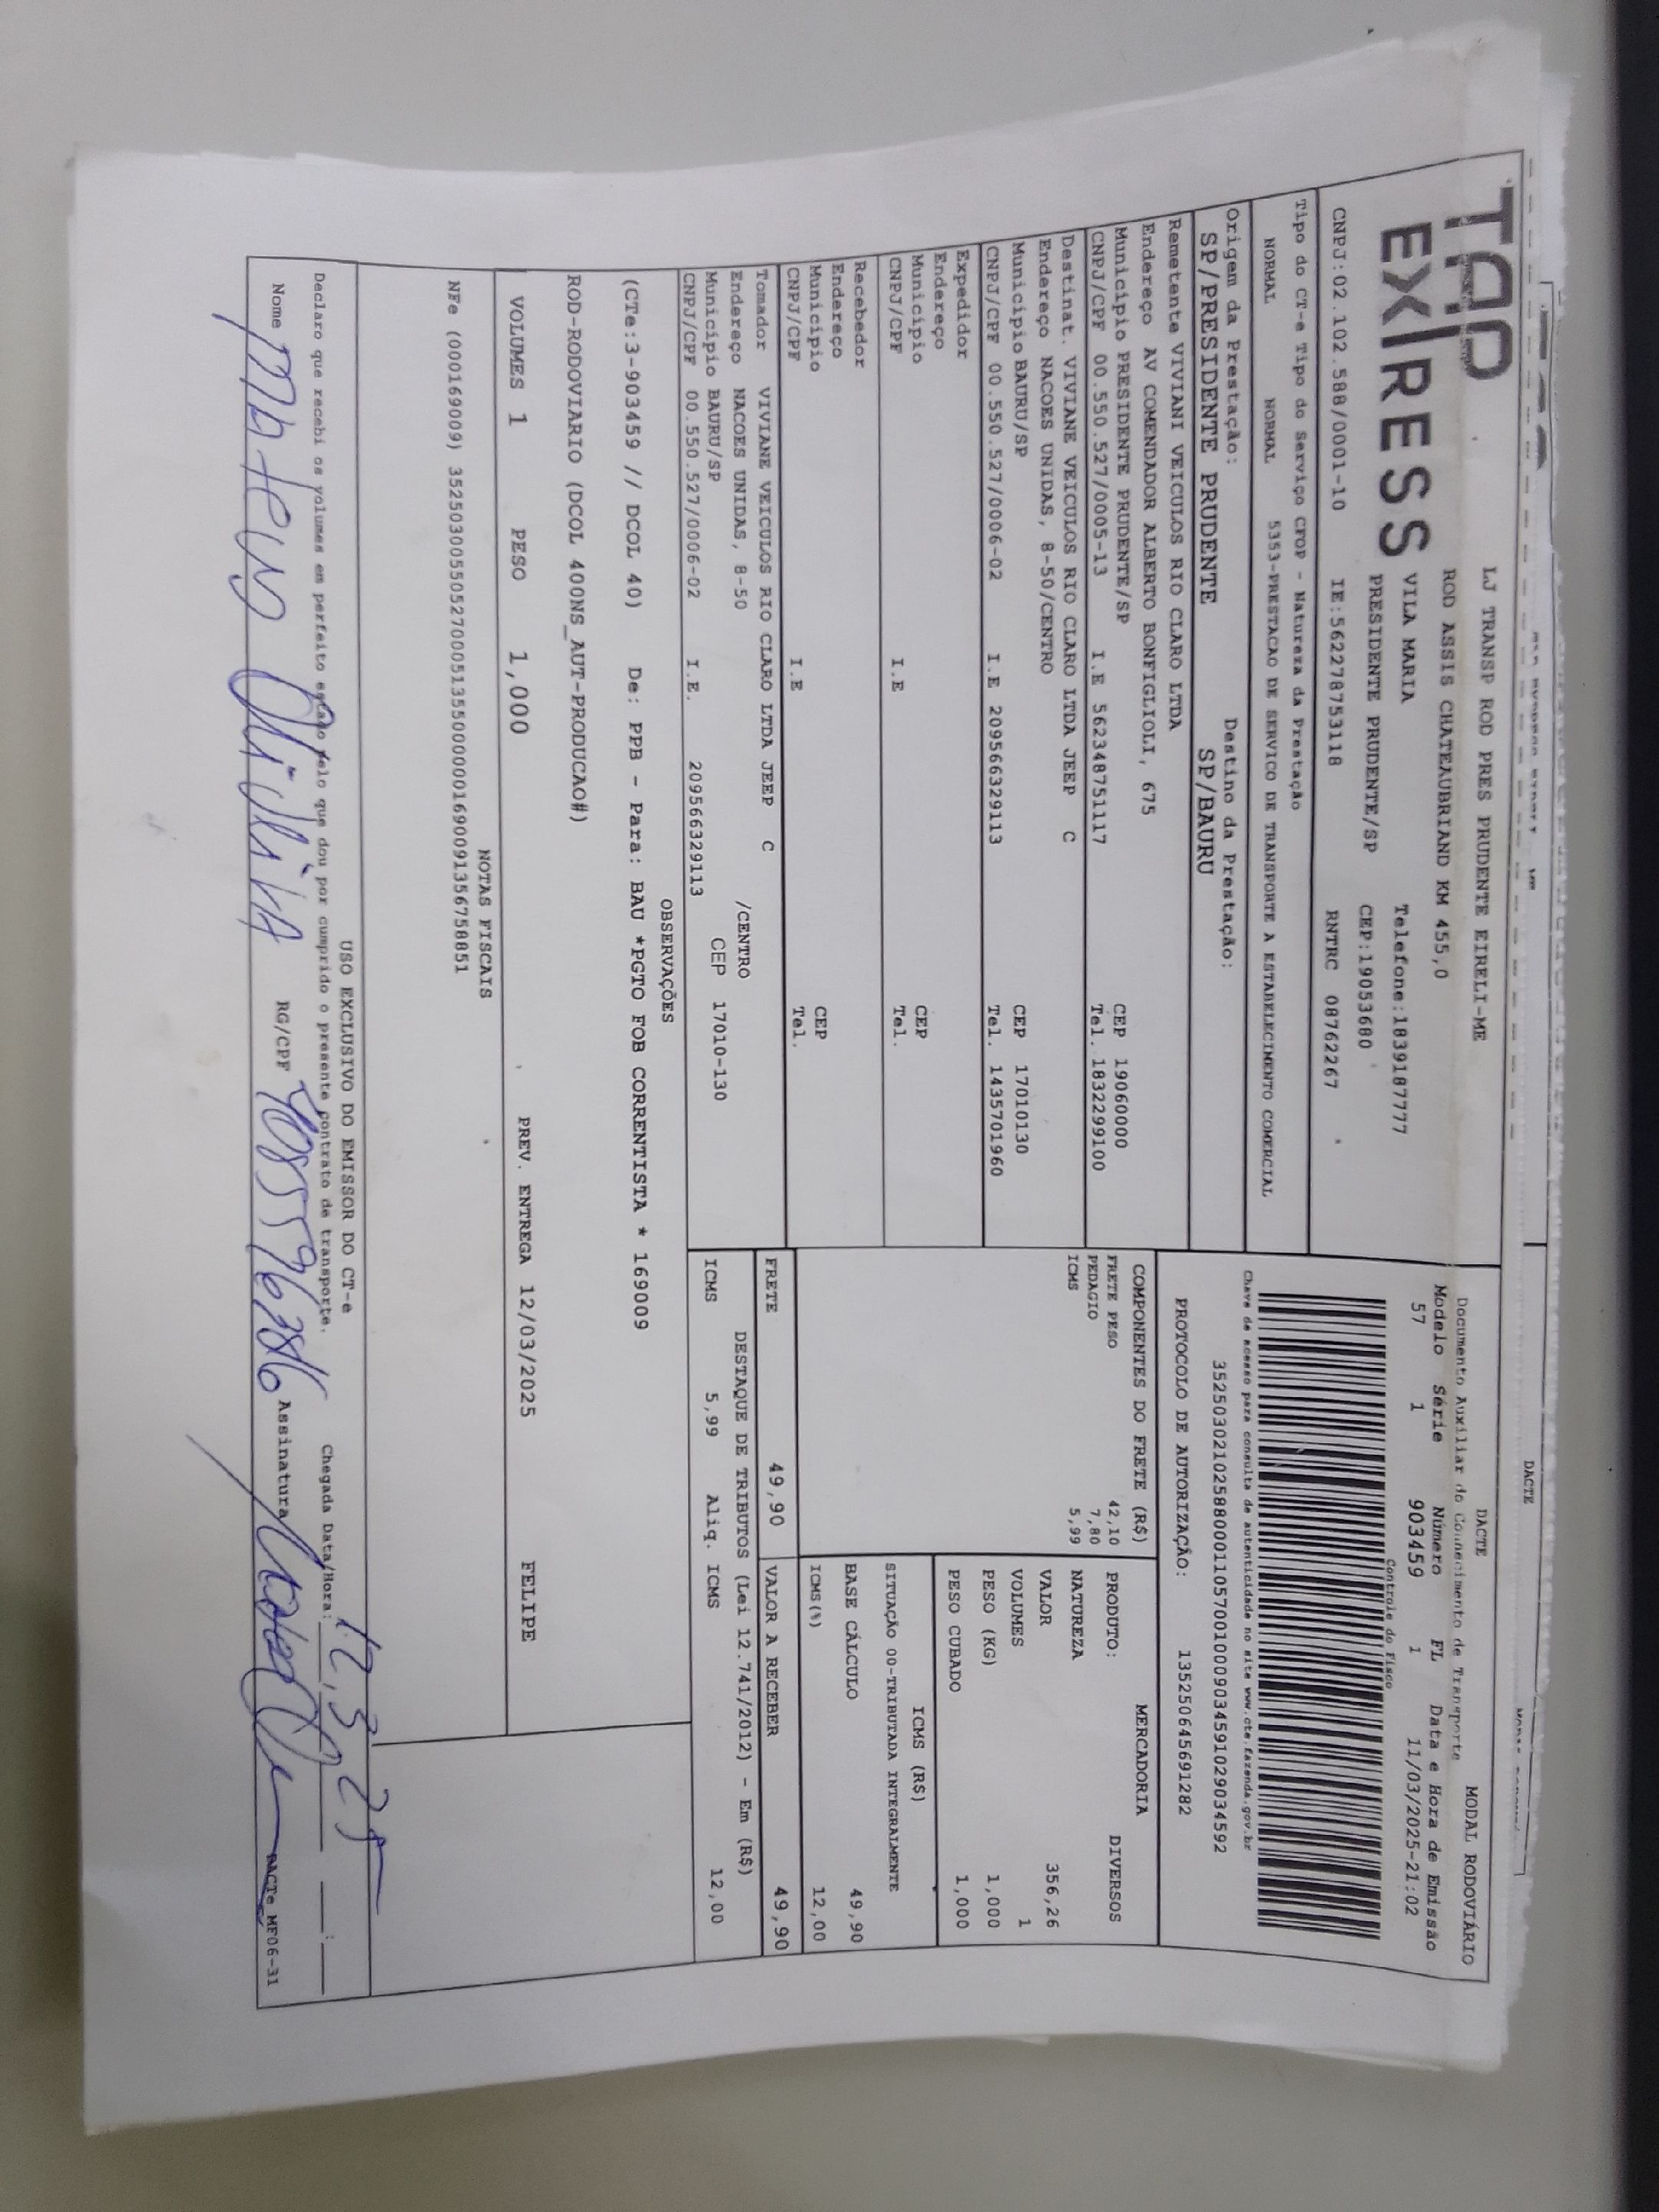 TAP
EXPRESS
LJ TRANSP ROD PRES PRUDENTE EIRELI-ME
ROD ASSIS CHATEAUBRIAND KM 455,0
VILA MARIA Telefone:1839187777
PRESIDENTE PRUDENTE/SP CEP:19053680
CNPJ:02.102.588/0001-10 IE:562278753118 RNTRC 08762267
DACTE MODAL RODOVIÁRIO
Documento Auxiliar do Conhecimento de Transporte
Modelo Série Número FL Data e Hora de Emissão
57 1 903459 1 11/03/2025-21:02
Controle do Fisco
Tipo do CT-e Tipo do Serviço CFOP - Natureza da Prestação
NORMAL NORMAL 5353-PRESTACAO DE SERVICO DE TRANSPORTE A ESTABELECIMENTO COMERCIAL
Chave de acesso para consulta de autenticidade no site www.cte.fazenda.gov.br
35250302102588000110570010009034591029034592
Origem da Prestação: Destino da Prestação:
SP/PRESIDENTE PRUDENTE SP/BAURU
PROTOCOLO DE AUTORIZAÇÃO: 135250645691282
Remetente VIVIANI VEICULOS RIO CLARO LTDA
Endereço AV COMENDADOR ALBERTO BONFIGLIOLI, 675
Municipio PRESIDENTE PRUDENTE/SP CEP 19060000
CNPJ/CPF 00.550.527/0005-13 I.E 562348751117 Tel. 1832299100
Destinat. VIVIANE VEICULOS RIO CLARO LTDA JEEP C
Endereço NACOES UNIDAS, 8-50/CENTRO
Municipio BAURU/SP CEP 17010130
CNPJ/CPF 00.550.527/0006-02 I.E 209566329113 Tel. 1435701960
Expedidor
Endereço
Municipio CEP
CNPJ/CPF I.E Tel.
Recebedor
Endereço
Municipio CEP
CNPJ/CPF I.E Tel.
Tomador VIVIANE VEICULOS RIO CLARO LTDA JEEP C
Endereço NACOES UNIDAS, 8-50 /CENTRO
Municipio BAURU/SP CEP 17010-130
CNPJ/CPF 00.550.527/0006-02 I.E. 209566329113
COMPONENTES DO FRETE (R$)
FRETE PESO 42,10
PEDAGIO 7,80
ICMS 5,99
MERCADORIA
PRODUTO: DIVERSOS
NATUREZA
VALOR 356,26
VOLUMES 1
PESO (KG) 1,000
PESO CUBADO 1,000
ICMS (R$)
SITUAÇÃO 00-TRIBUTADA INTEGRALMENTE
BASE CÁLCULO 49,90
ICMS(%) 12,00
FRETE 49,90 VALOR A RECEBER 49,90
DESTAQUE DE TRIBUTOS (Lei 12.741/2012) - Em (R$)
ICMS 5,99 Aliq. ICMS 12,00
OBSERVAÇÕES
(CTe:3-903459 // DCOL 40) De: PPB - Para: BAU *PGTO FOB CORRENTISTA * 169009
ROD-RODOVIARIO (DCOL 400NS_AUT-PRODUCAO#)
VOLUMES 1 PESO 1,000 PREV. ENTREGA 12/03/2025 FELIPE
NOTAS FISCAIS
NFe (000169009) 35250300550527000513550000001690091356758851
USO EXCLUSIVO DO EMISSOR DO CT-e
Declaro que recebi os volumes em perfeito estado pelo que dou por cumprido o presente contrato de transporte. Chegada Data/Hora: 12,3,25
Nome RG/CPF Assinatura DACTe MF06-31
DACTE